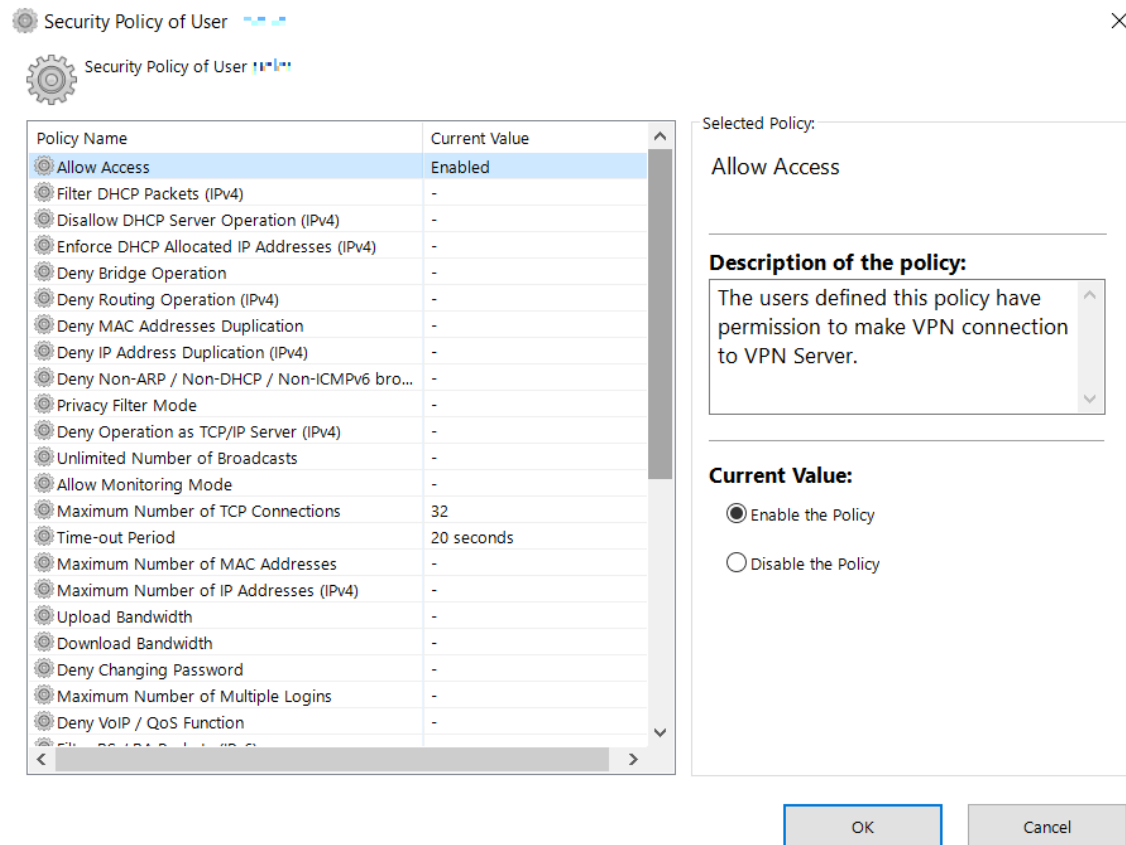 Security Policy of User
Security Policy of User
Policy Name Current Value
Allow Access Enabled
Filter DHCP Packets (IPv4) -
Disallow DHCP Server Operation (IPv4) -
Enforce DHCP Allocated IP Addresses (IPv4) -
Deny Bridge Operation -
Deny Routing Operation (IPv4) -
Deny MAC Addresses Duplication -
Deny IP Address Duplication (IPv4) -
Deny Non-ARP / Non-DHCP / Non-ICMPv6 bro... -
Privacy Filter Mode -
Deny Operation as TCP/IP Server (IPv4) -
Unlimited Number of Broadcasts -
Allow Monitoring Mode -
Maximum Number of TCP Connections 32
Time-out Period 20 seconds
Maximum Number of MAC Addresses -
Maximum Number of IP Addresses (IPv4) -
Upload Bandwidth -
Download Bandwidth -
Deny Changing Password -
Maximum Number of Multiple Logins -
Deny VoIP / QoS Function -
Selected Policy:
Allow Access
Description of the policy:
The users defined this policy have
permission to make VPN connection
to VPN Server.
Current Value:
Enable the Policy
Disable the Policy
OK Cancel